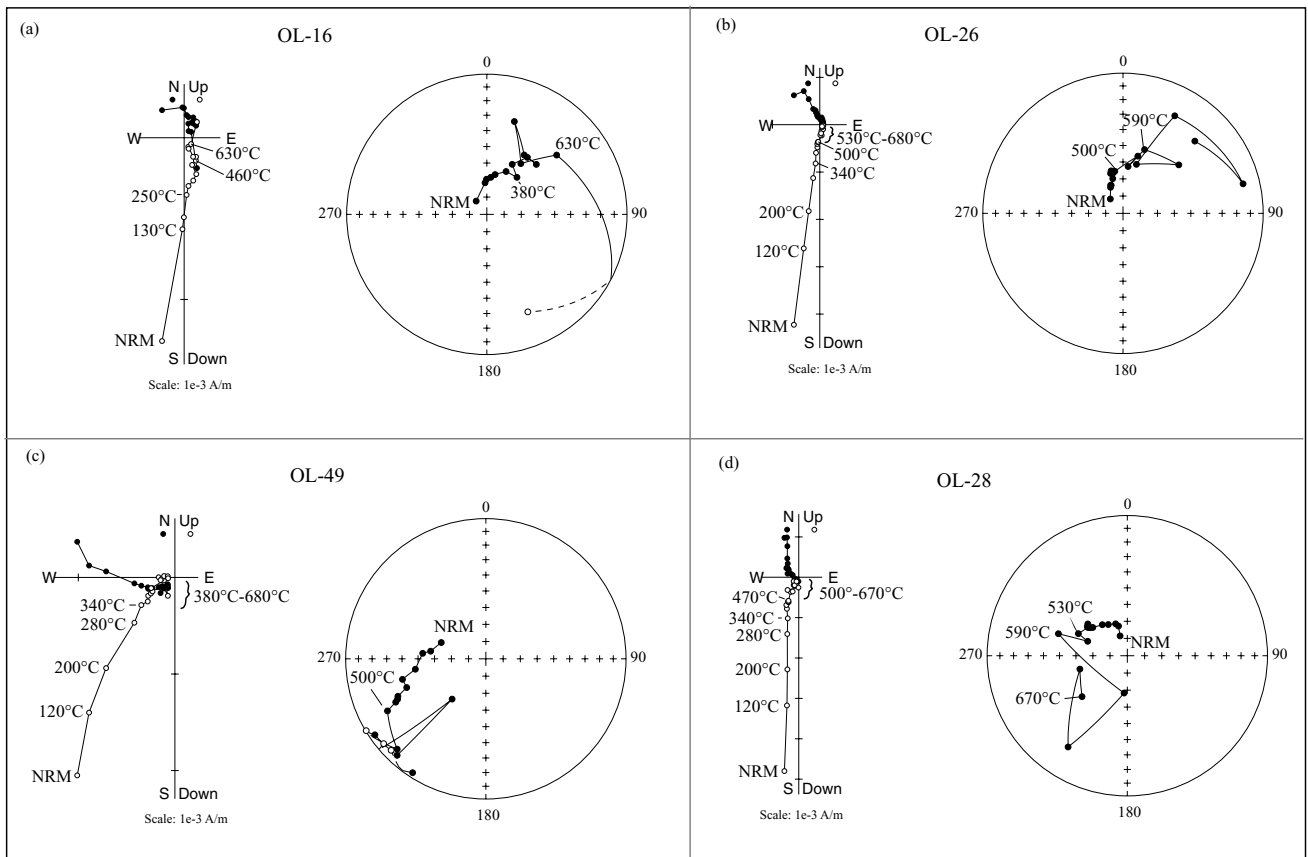 (a)
OL-16
N Up
W E
630°C
460°C
250°C
130°C
NRM
S Down
Scale: 1e-3 A/m
0
630°C
380°C
NRM
270 90
180
(b)
OL-26
N Up
W E
530°C-680°C
500°C
340°C
200°C
120°C
NRM
S Down
Scale: 1e-3 A/m
0
590°C
500°C
NRM
270 90
180
(c)
OL-49
N Up
W E
380°C-680°C
340°C
280°C
200°C
120°C
NRM
S Down
Scale: 1e-3 A/m
0
NRM
270 90
500°C
180
(d)
OL-28
N Up
W E
500°-670°C
470°C
340°C
280°C
200°C
120°C
NRM
S Down
Scale: 1e-3 A/m
0
530°C
590°C
NRM
270 90
670°C
180